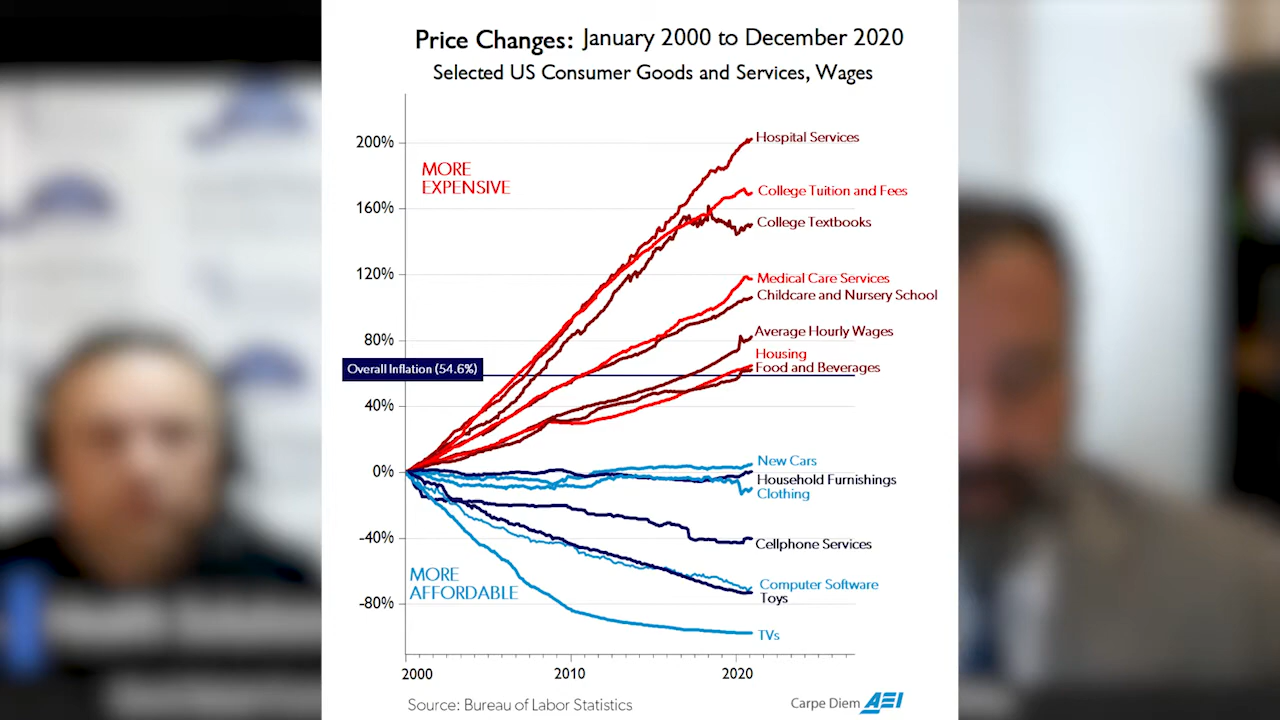 Price Changes: January 2000 to December 2020
Selected US Consumer Goods and Services, Wages
200%
160%
120%
80%
40%
0%
-40%
-80%
MORE
EXPENSIVE
Overall Inflation (54.6%)
MORE
AFFORDABLE
Hospital Services
College Tuition and Fees
College Textbooks
Medical Care Services
Childcare and Nursery School
Average Hourly Wages
Housing
Food and Beverages
New Cars
Household Furnishings
Clothing
Cellphone Services
Computer Software
Toys
TVs
2000
2010
2020
Source: Bureau of Labor Statistics
Carpe Diem AEI